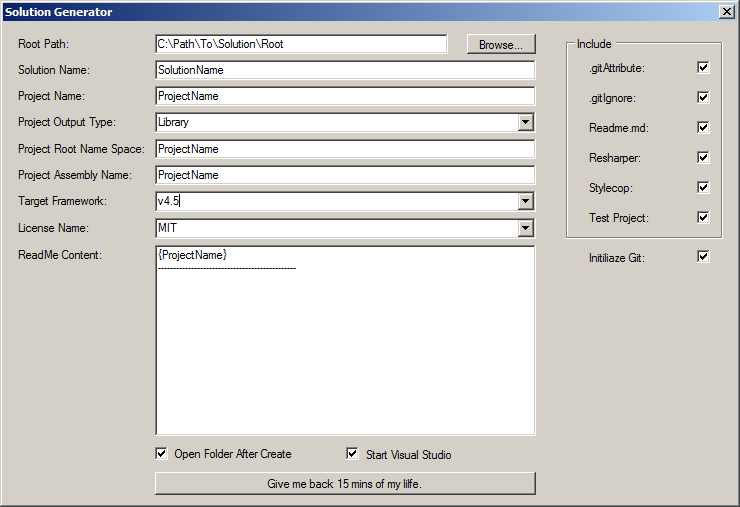 Solution Generator
Root Path: C:\Path\To\Solution\Root Browse...
Solution Name: SolutionName
Project Name: ProjectName
Project Output Type: Library
Project Root Name Space: ProjectName
Project Assembly Name: ProjectName
Target Framework: v4.5
License Name: MIT
ReadMe Content: {ProjectName}
----------------------------------------------
Open Folder After Create Start Visual Studio
Give me back 15 mins of my lilfe.
Include
.gitAttribute:
.gitIgnore:
Readme.md:
Resharper:
Stylecop:
Test Project:
Initiliaze Git: